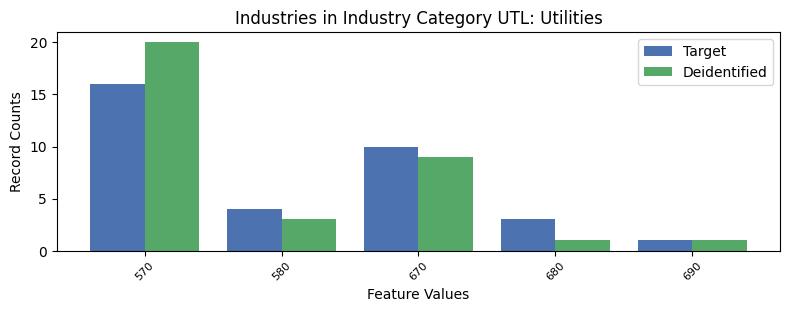 Industries in Industry Category UTL: Utilities
Target
Deidentified
Record Counts
20
15
10
5
0
570
580
670
680
690
Feature Values